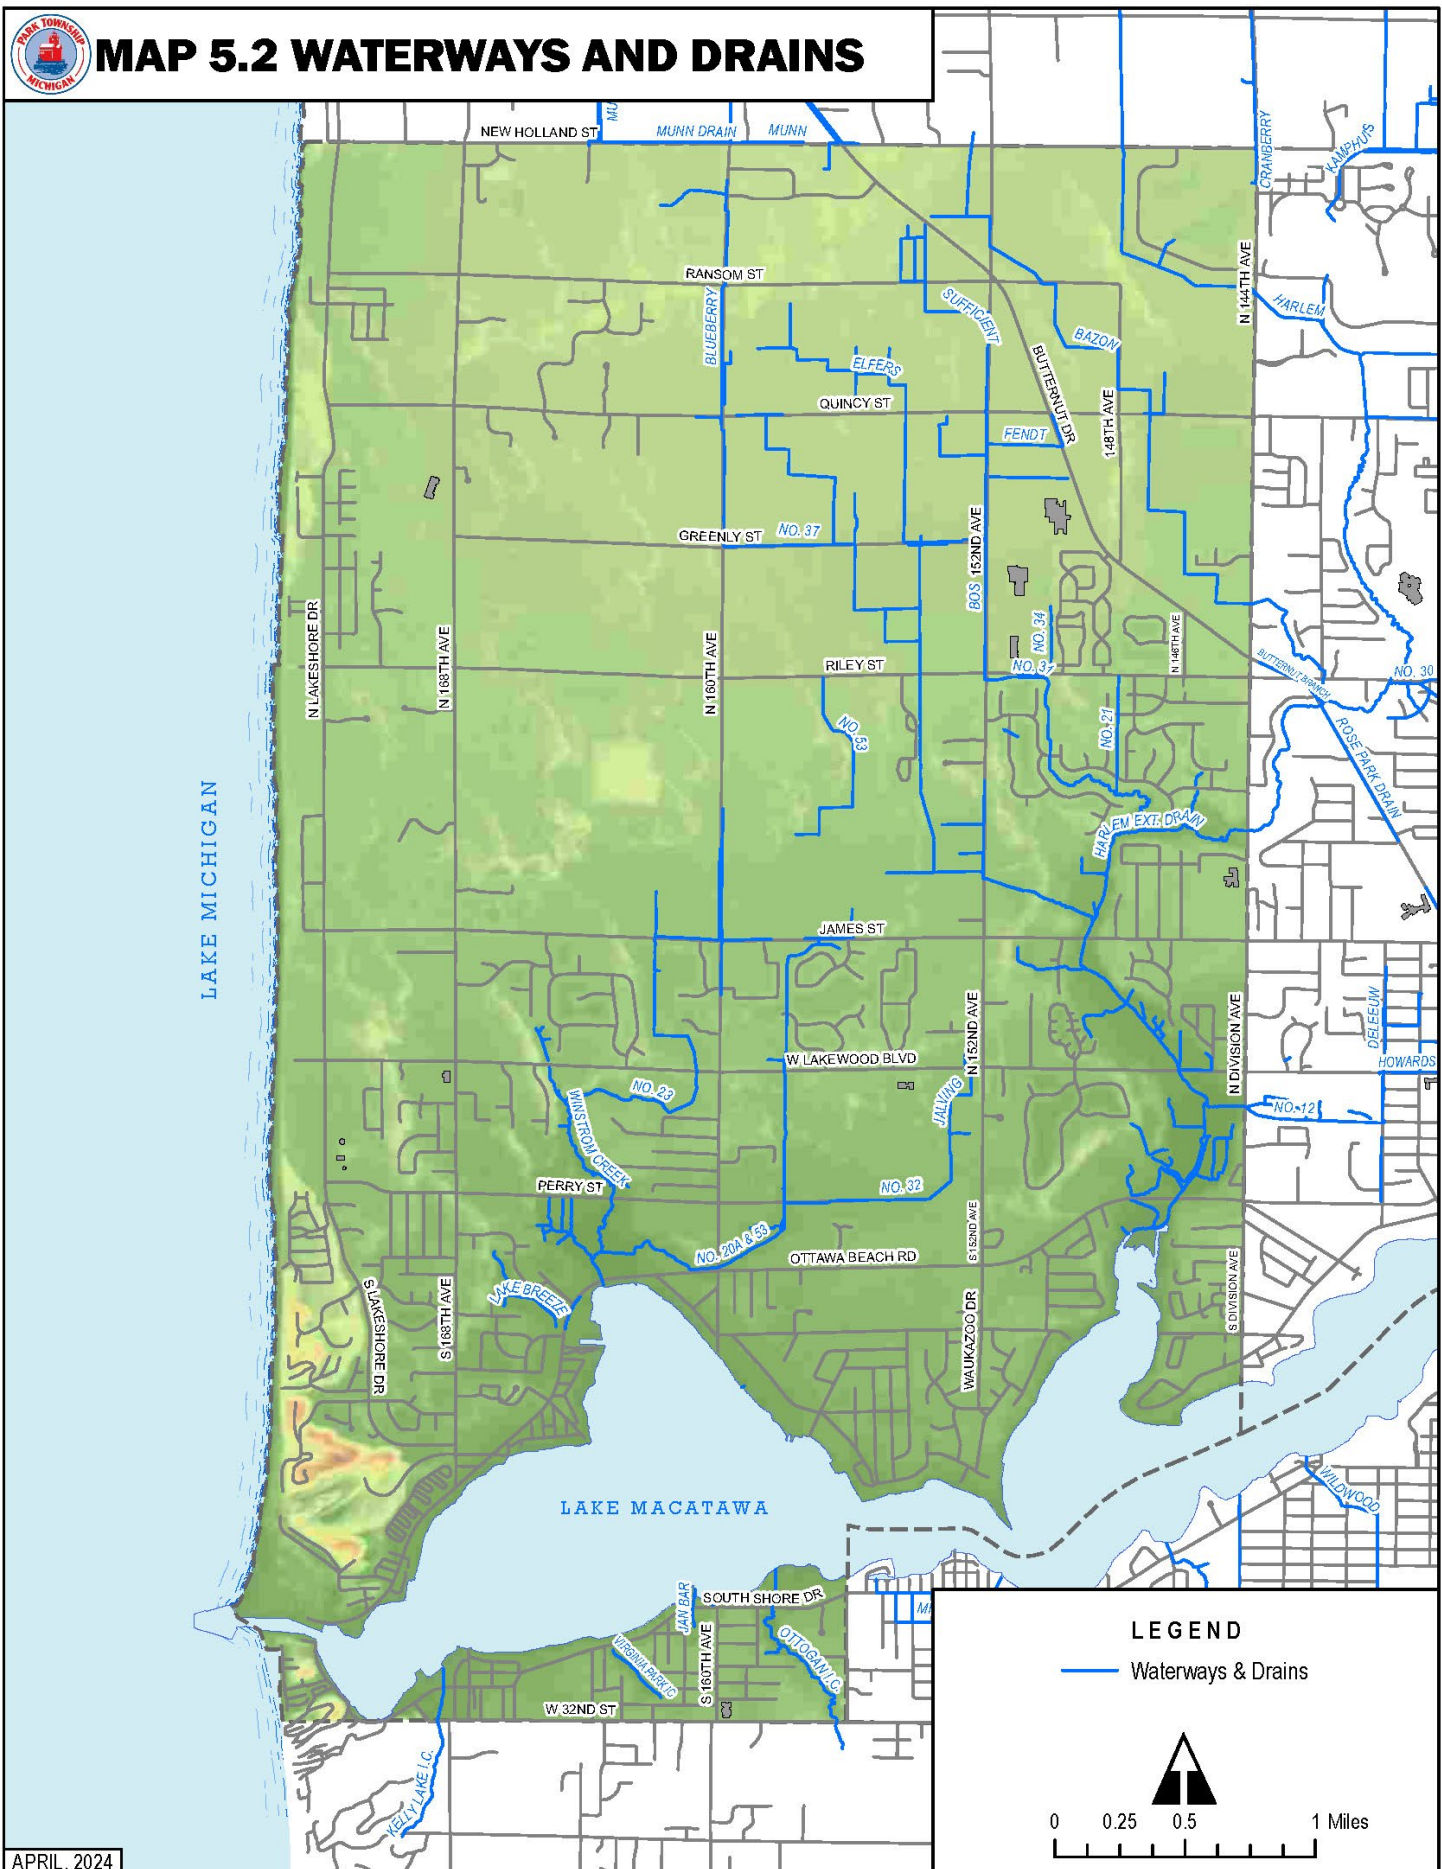 PARK TOWNSHIP
MICHIGAN
MAP 5.2 WATERWAYS AND DRAINS
NEW HOLLAND ST
MU
MUNN DRAIN
MUNN
CRANBERRY
KAMPHUIS
RANSOM ST
N 144TH AVE
BLUEBERRY
SUFFICIENT
HARLEM
BAZON
ELFERS
BUTTERNUT DR
QUINCY ST
148TH AVE
FENDT
GREENLY ST
NO. 37
152ND AVE
BOS
N LAKESHORE DR
N 168TH AVE
N 160TH AVE
NO. 34
N 146TH AVE
RILEY ST
NO. 31
BUTTERNUT BRANCH
NO. 30
NO. 53
NO. 21
ROSE PARK DRAIN
LAKE MICHIGAN
HARLEM EXT. DRAIN
JAMES ST
N 152ND AVE
N DIVISION AVE
DELEEUW
W LAKEWOOD BLVD
HOWARDS
NO. 23
JALVING
NO. 12
WINSTROM CREEK
PERRY ST
NO. 32
NO. 20A & 53
S 152ND AVE
OTTAWA BEACH RD
S DIVISION AVE
LAKE BREEZE
S LAKESHORE DR
S 168TH AVE
WAUKAZOO DR
LAKE MACATAWA
WILDWOOD
JAN BAR
SOUTH SHORE DR
MI
VIRGINIA PARK IC
S 160TH AVE
OTTOGAN I.C.
W 32ND ST
KELLY LAKE I.C.
LEGEND
Waterways & Drains
0 0.25 0.5 1 Miles
APRIL, 2024